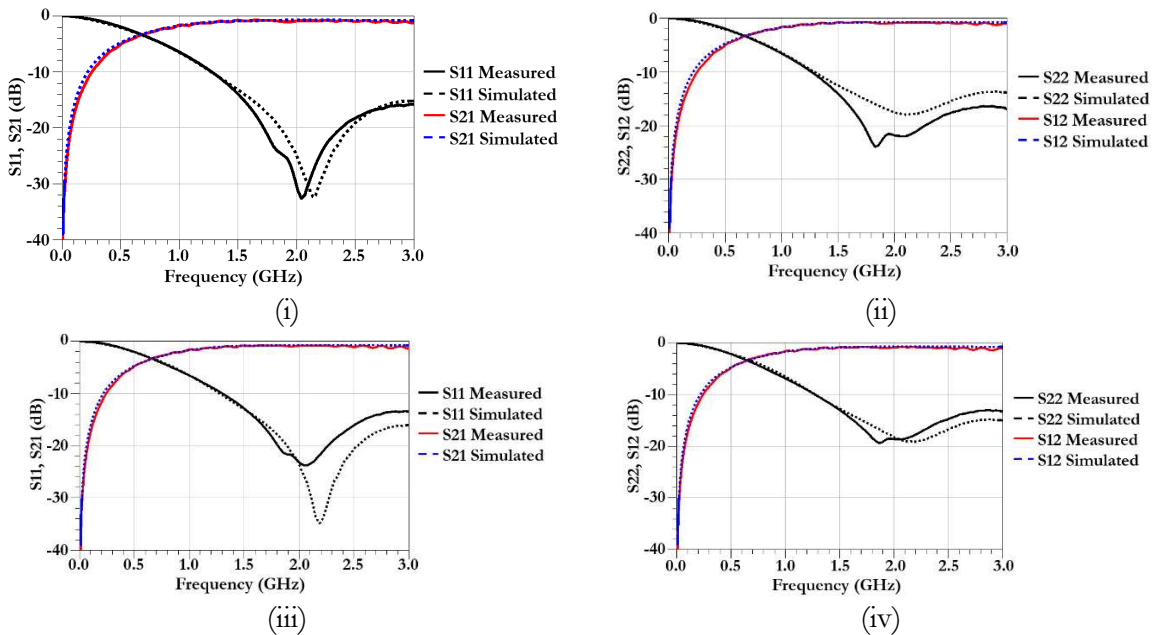 0
-10
-20
-30
-40
S11, S21 (dB)
0.0 0.5 1.0 1.5 2.0 2.5 3.0
Frequency (GHz)
S11 Measured
S11 Simulated
S21 Measured
S21 Simulated
(i)
0
-10
-20
-30
-40
S22, S12 (dB)
0.0 0.5 1.0 1.5 2.0 2.5 3.0
Frequency (GHz)
S22 Measured
S22 Simulated
S12 Measured
S12 Simulated
(ii)
0
-10
-20
-30
-40
S11, S21 (dB)
0.0 0.5 1.0 1.5 2.0 2.5 3.0
Frequency (GHz)
S11 Measured
S11 Simulated
S21 Measured
S21 Simulated
(iii)
0
-10
-20
-30
-40
S22, S12 (dB)
0.0 0.5 1.0 1.5 2.0 2.5 3.0
Frequency (GHz)
S22 Measured
S22 Simulated
S12 Measured
S12 Simulated
(iv)